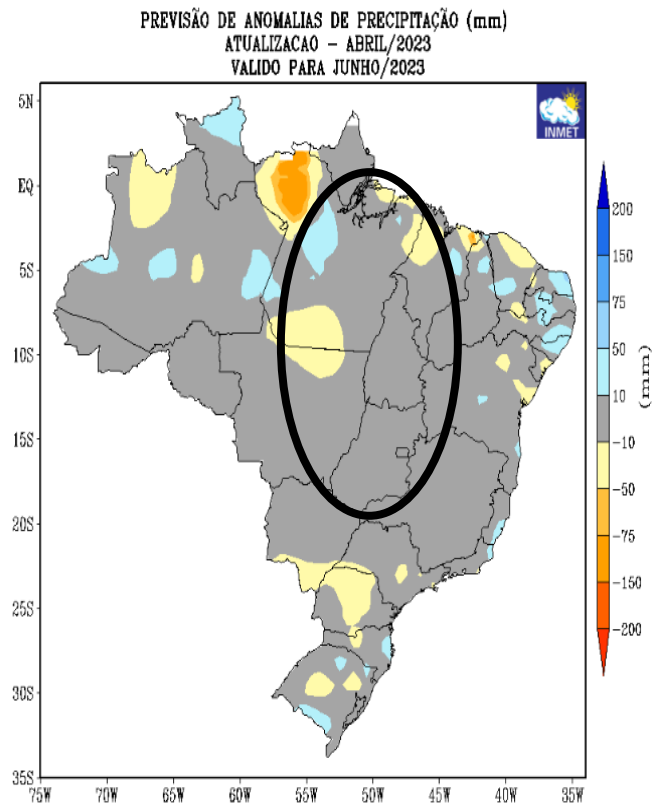 PREVISÃO DE ANOMALIAS DE PRECIPITAÇÃO (mm)
ATUALIZACAO - ABRIL/2023
VALIDO PARA JUNHO/2023
INMET
5N
EQ
5S
10S
15S
20S
25S
30S
35S
75W 70W 65W 60W 55W 50W 45W 40W 35W
200
150
75
50
10
-10
-50
-75
-150
-200
(mm)